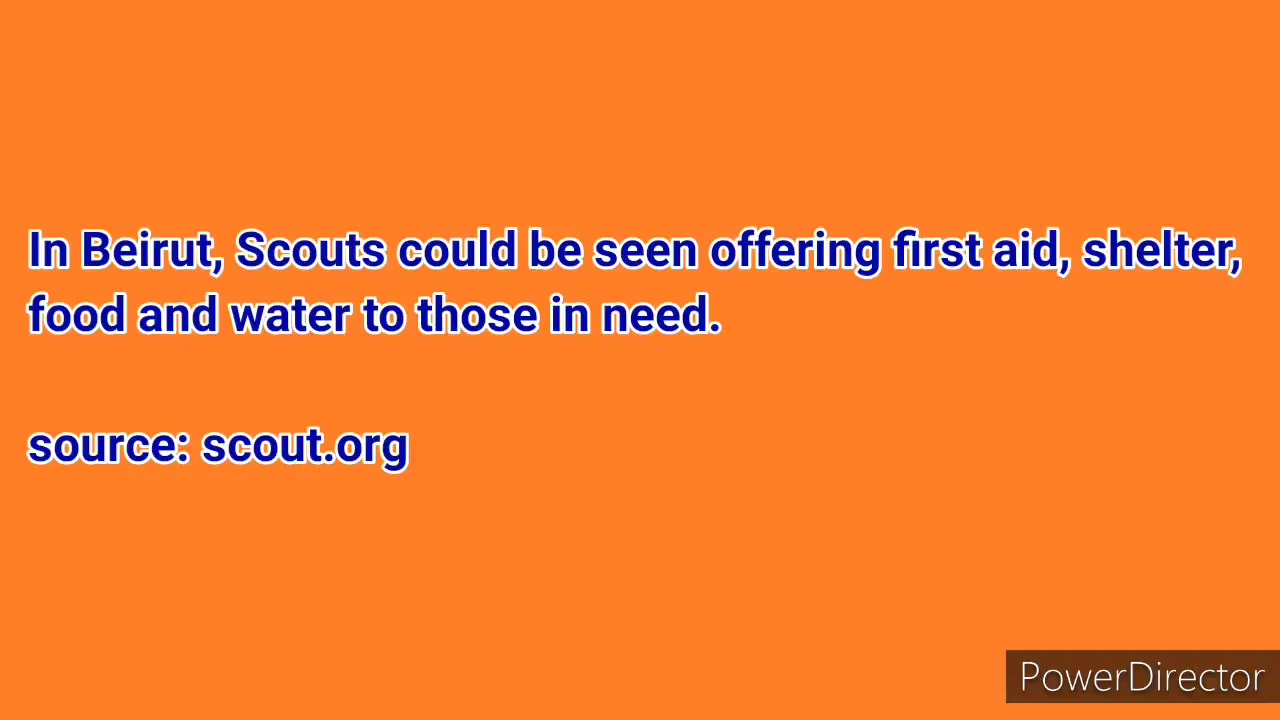 In Beirut, Scouts could be seen offering first aid, shelter,
food and water to those in need.
source: scout.org
PowerDirector